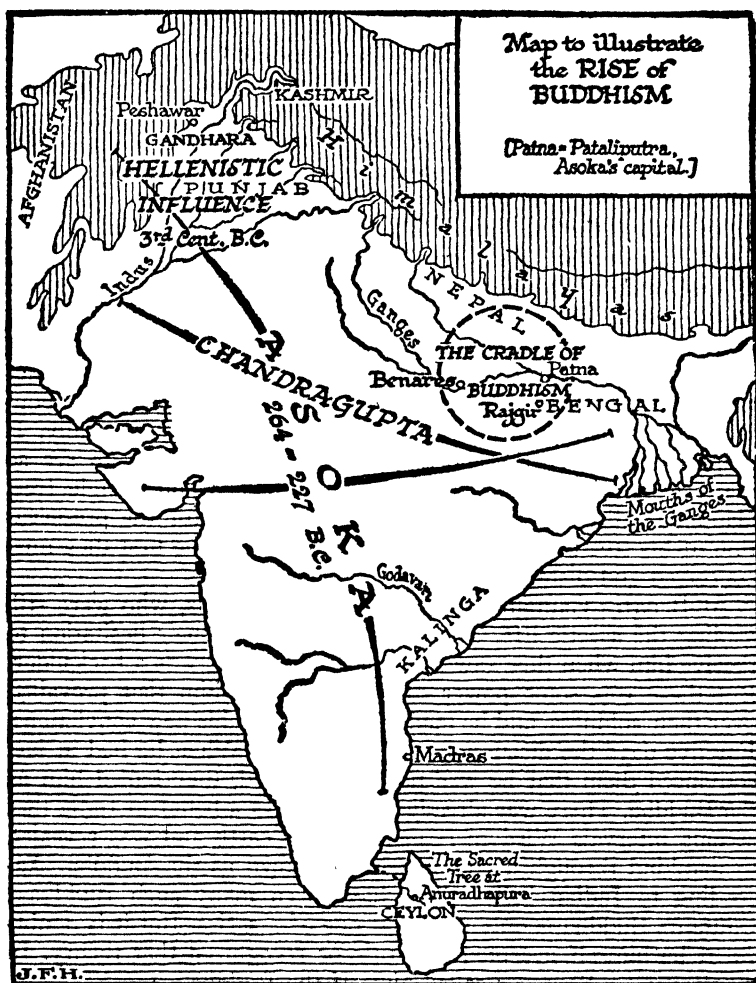 Map to illustrate
the RISE of
BUDDHISM
[Patna = Pataliputra,
Asoka's capital.]
AFGHANISTAN
Peshawar
KASHMIR
GANDHARA
HELLENISTIC
PUNJAB
INFLUENCE
3rd Cent. B.C.
Himalayas
Indus
NEPAL
Ganges
THE CRADLE OF
Patna
Benares
BUDDHISM
Rajgir
BENGAL
CHANDRAGUPTA
ASOKA
264 - 227 B.C.
Mouths of
the Ganges
Godavari
KALINGA
Madras
The Sacred
Tree at
Anuradhapura
CEYLON
J.F.H.